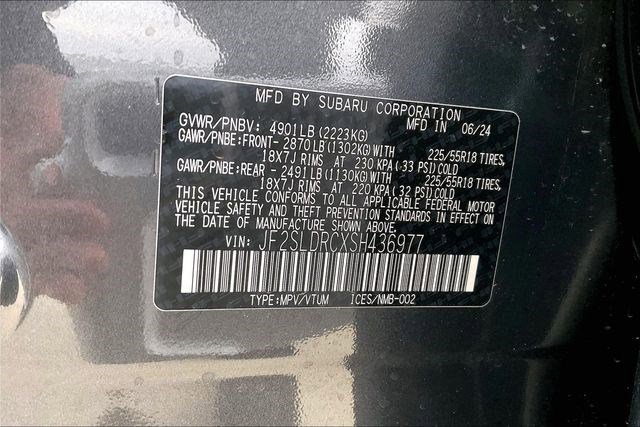 MFD BY SUBARU CORPORATION
MFD IN 06/24
GVWR/PNBV: 4901LB(2223KG)
GAWR/PNBE:FRONT- 2870LB(1302KG)WITH 225/55R18 TIRES,
18X7J RIMS AT 230 KPA(33 PSI)COLD
GAWR/PNBE:REAR - 2491LB(1130KG)WITH 225/55R18 TIRES,
18X7J RIMS AT 220 KPA(32 PSI)COLD
THIS VEHICLE CONFORMS TO ALL APPLICABLE FEDERAL MOTOR
VEHICLE SAFETY AND THEFT PREVENTION STANDARDS IN EFFECT ON
THE DATE OF MANUFACTURE SHOWN ABOVE.
VIN: JF2SLDRCXSH436977
TYPE:MPV/VTUM ICES/NMB-002